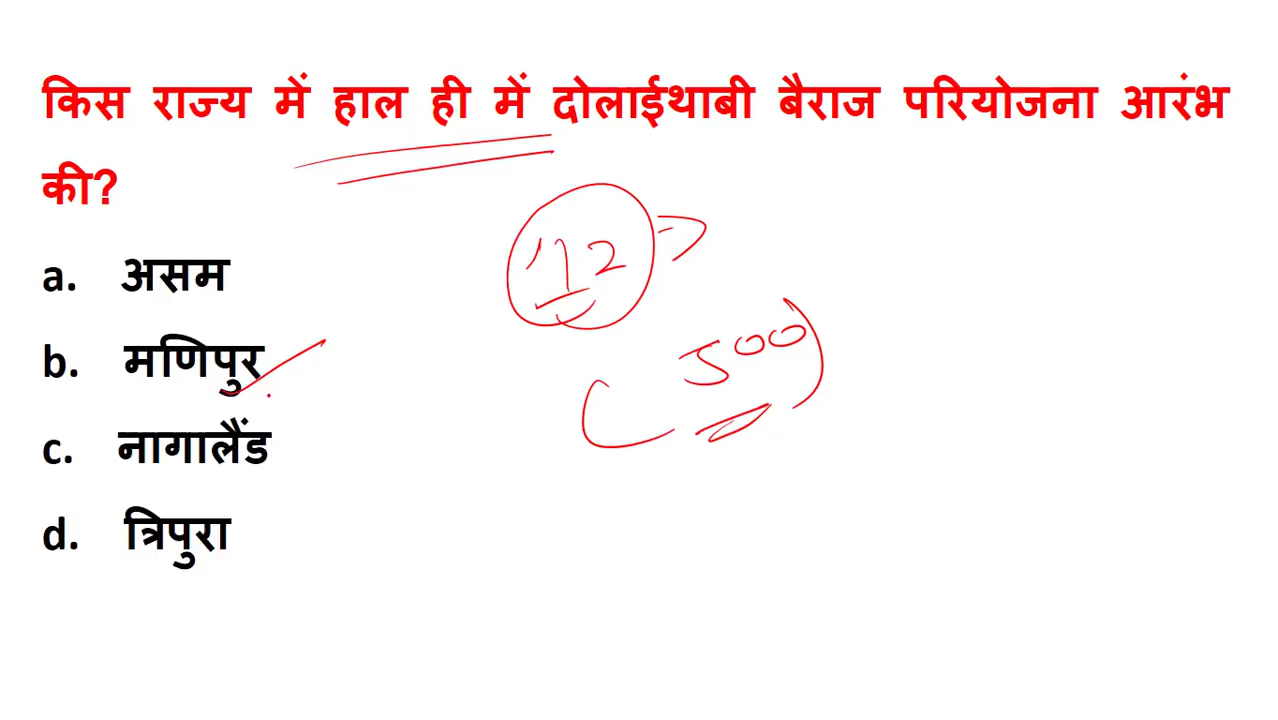 किस राज्य में हाल ही में दोलाईथाबी बैराज परियोजना आरंभ
की?
112
500
a. असम
b. मणिपुर
c. नागालैंड
d. त्रिपुरा